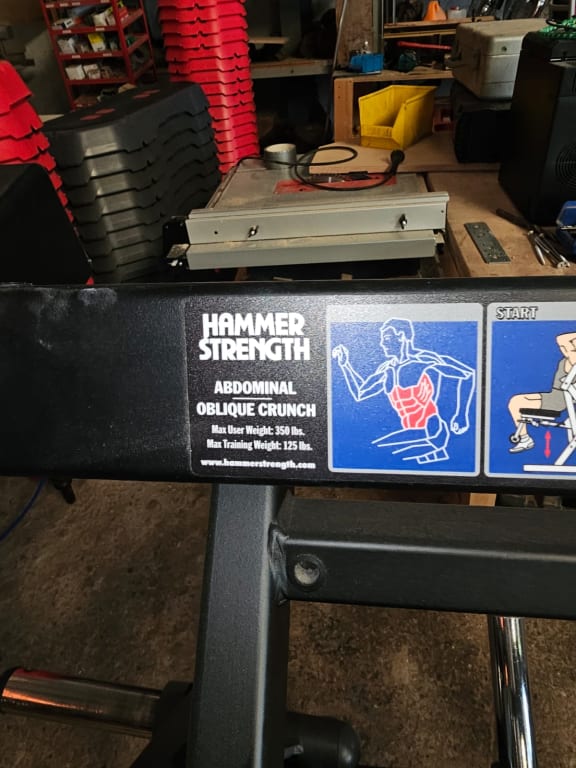 HAMMER
STRENGTH
ABDOMINAL
OBLIQUE CRUNCH
Max User Weight: 350 lbs.
Max Training Weight: 125 lbs.
www.hammerstrength.com
START